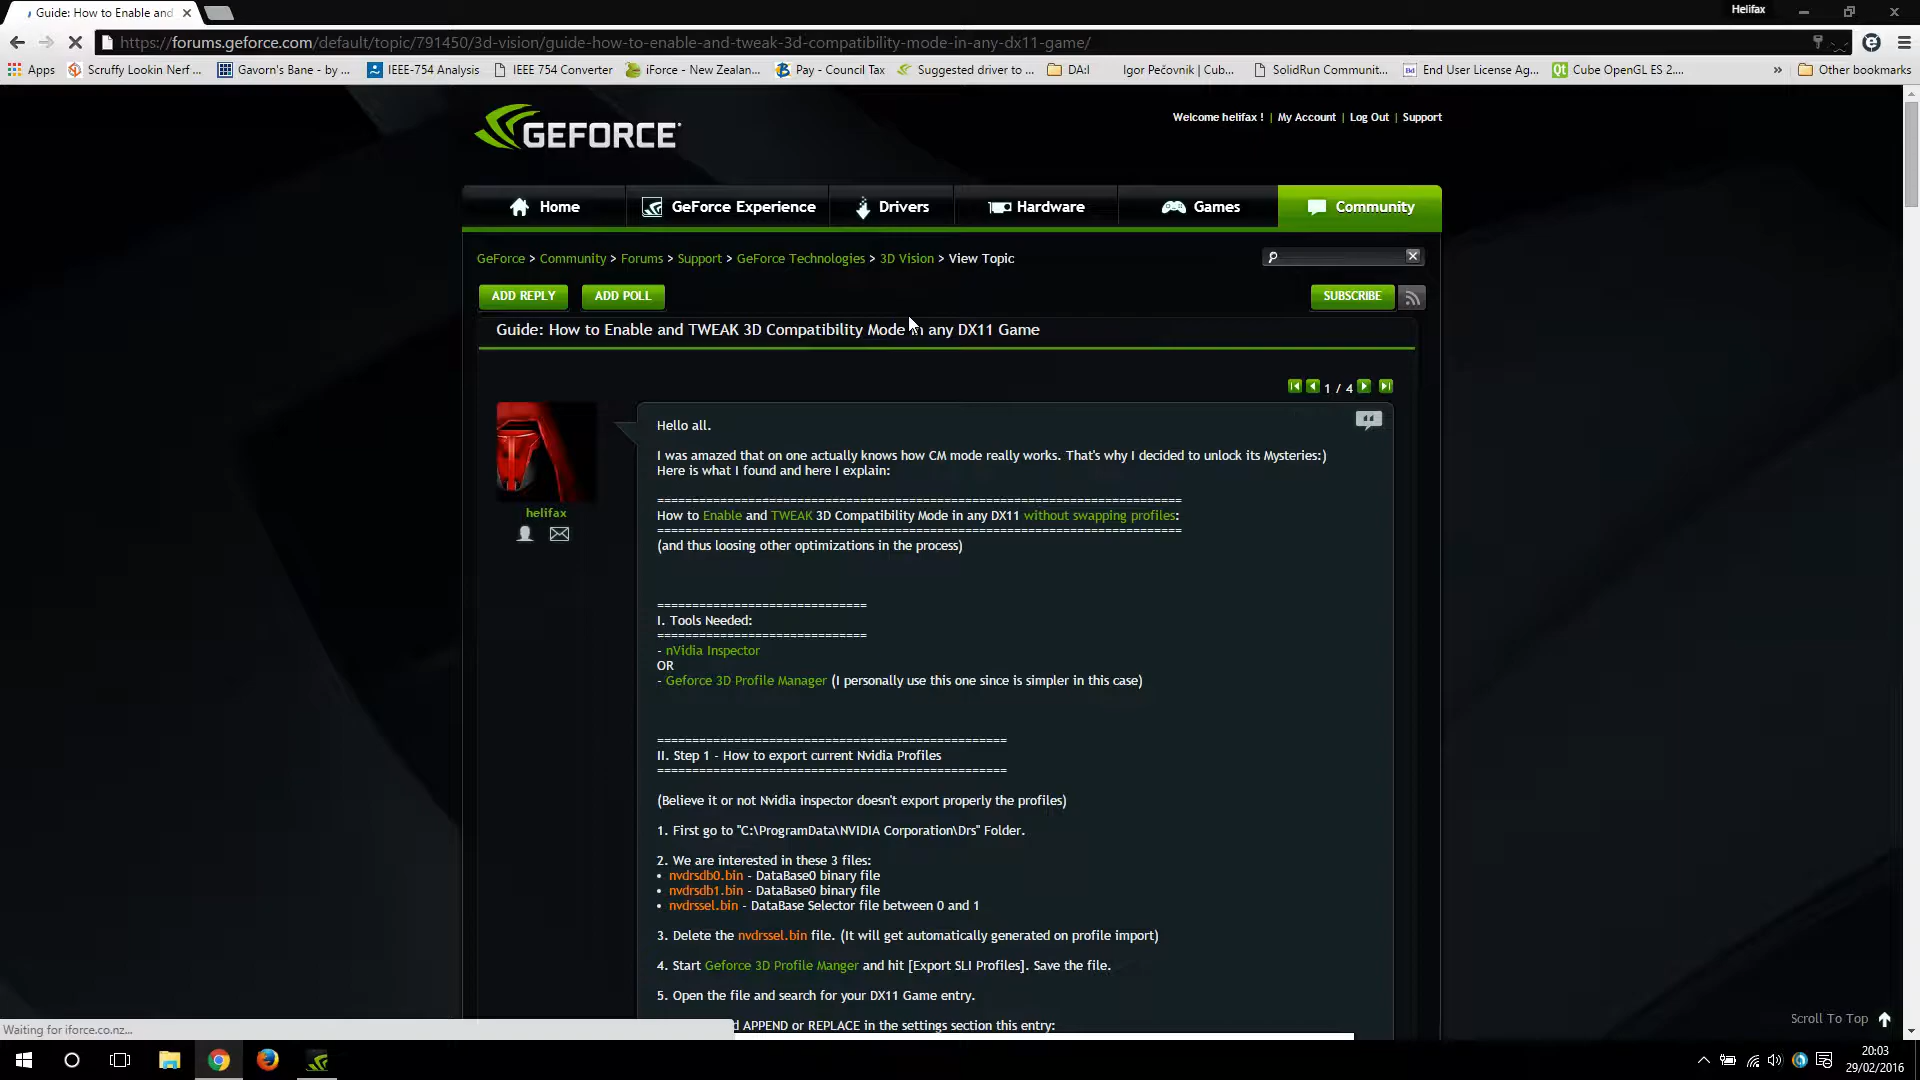 Guide: How to Enable and
Helifax
https://forums.geforce.com/default/topic/791450/3d-vision/guide-how-to-enable-and-tweak-3d-compatibility-mode-in-any-dx11-game/
Apps
Scruffy Lookin Nerf ...
Gavorn's Bane - by ...
IEEE-754 Analysis
IEEE 754 Converter
iForce - New Zealan...
Pay - Council Tax
Suggested driver to ...
DA:I
Igor Pečovnik | Cub...
SolidRun Communit...
End User License Ag...
Cube OpenGL ES 2....
»
Other bookmarks
GEFORCE
Welcome helifax ! | My Account | Log Out | Support
Home
GeForce Experience
Drivers
Hardware
Games
Community
GeForce > Community > Forums > Support > GeForce Technologies > 3D Vision > View Topic
ADD REPLY
ADD POLL
SUBSCRIBE
Guide: How to Enable and TWEAK 3D Compatibility Mode in any DX11 Game
1 / 4
helifax
Hello all.
I was amazed that on one actually knows how CM mode really works. That's why I decided to unlock its Mysteries:)
Here is what I found and here I explain:
===========================================================================
How to Enable and TWEAK 3D Compatibility Mode in any DX11 without swapping profiles:
===========================================================================
(and thus loosing other optimizations in the process)
==============================
I. Tools Needed:
==============================
- nVidia Inspector
OR
- Geforce 3D Profile Manager (I personally use this one since is simpler in this case)
==================================================
II. Step 1 - How to export current Nvidia Profiles
==================================================
(Believe it or not Nvidia inspector doesn't export properly the profiles)
1. First go to "C:\ProgramData\NVIDIA Corporation\Drs" Folder.
2. We are interested in these 3 files:
• nvdrsdb0.bin - DataBase0 binary file
• nvdrsdb1.bin - DataBase0 binary file
• nvdrssel.bin - DataBase Selector file between 0 and 1
3. Delete the nvdrssel.bin file. (It will get automatically generated on profile import)
4. Start Geforce 3D Profile Manger and hit [Export SLI Profiles]. Save the file.
5. Open the file and search for your DX11 Game entry.
d APPEND or REPLACE in the settings section this entry:
Scroll To Top
Waiting for iforce.co.nz...
20:03
29/02/2016